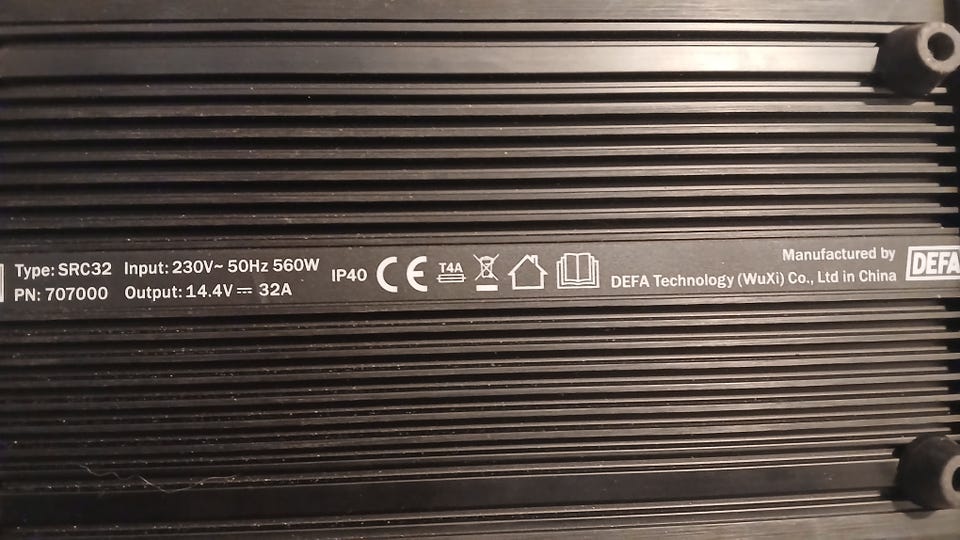 Type: SRC32 Input: 230V~ 50Hz 560W
PN: 707000 Output: 14.4V⎓ 32A
IP40
CE
T4A
Manufactured by
DEFA Technology (WuXi) Co., Ltd in China
DEFA